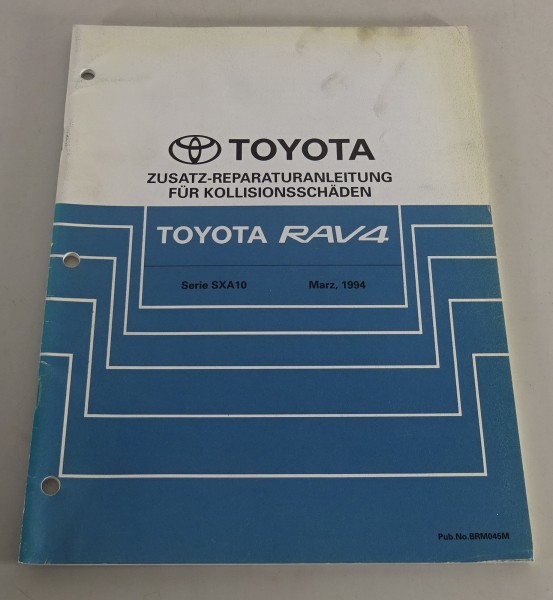 TOYOTA
ZUSATZ-REPARATURANLEITUNG
FÜR KOLLISIONSSCHÄDEN
TOYOTA RAV4
Serie SXA10 Marz, 1994
Pub.No.BRM045M